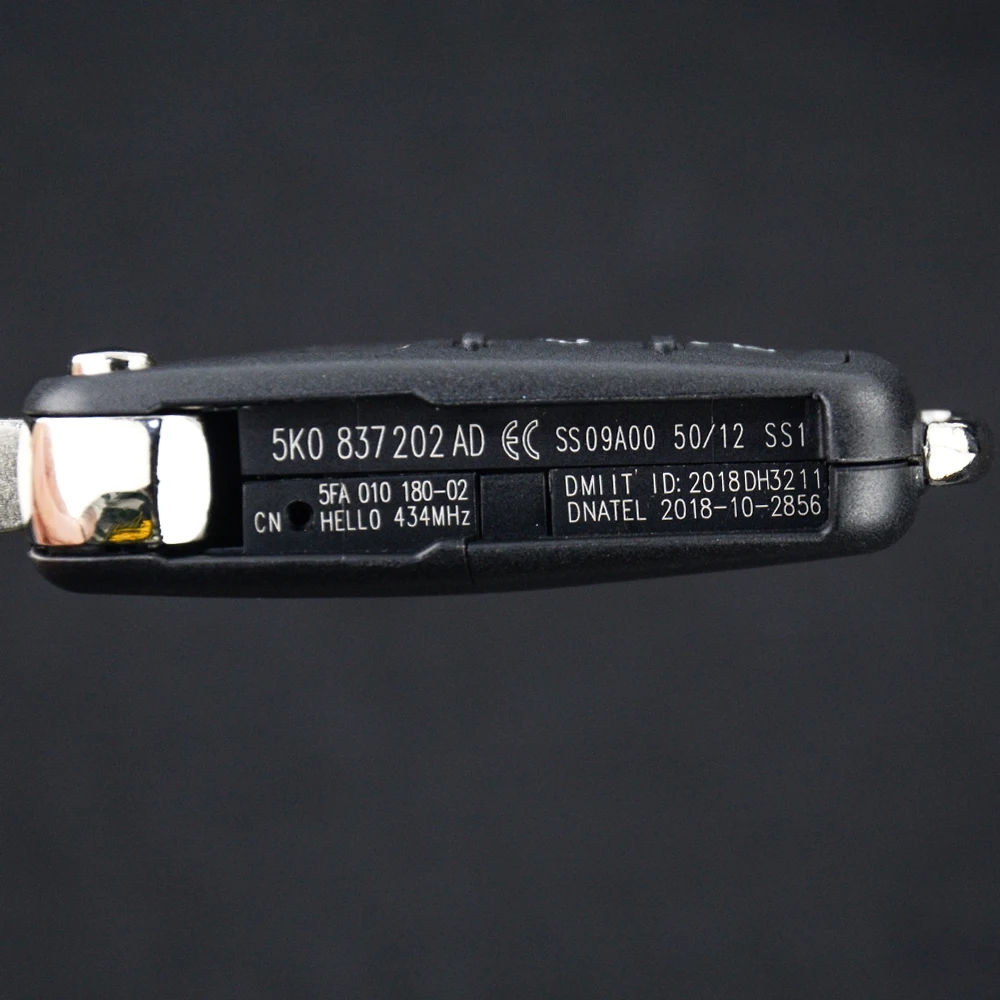 5K0 837 202 AD CE SS09A00 50/12 SS1
5FA 010 180-02
CN HELLO 434MHz
DMIIT' ID: 2018DH3211
DNATEL 2018-10-2856